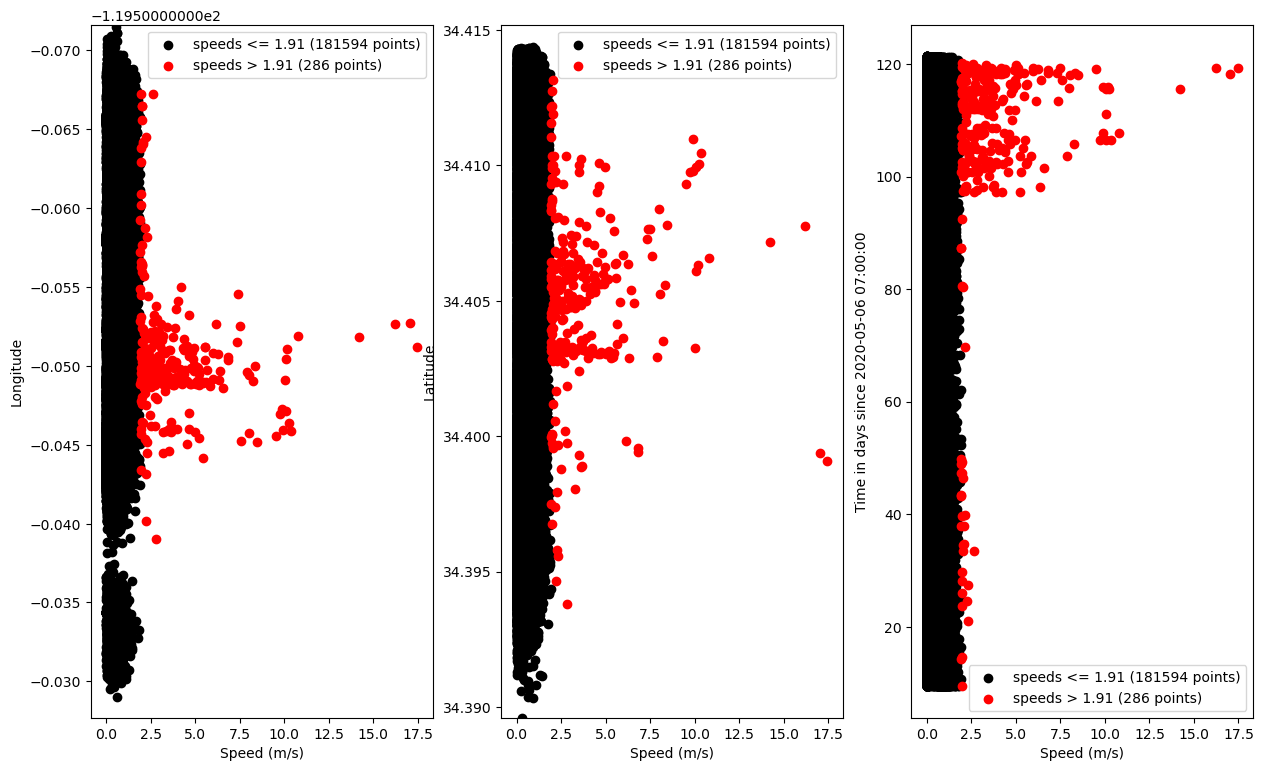 −1.1950000000e2
−0.070
−0.065
−0.060
−0.055
−0.050
−0.045
−0.040
−0.035
−0.030
Longitude
0.0 2.5 5.0 7.5 10.0 12.5 15.0 17.5
Speed (m/s)
speeds <= 1.91 (181594 points)
speeds > 1.91 (286 points)
34.415
34.410
34.405
34.400
34.395
34.390
Latitude
0.0 2.5 5.0 7.5 10.0 12.5 15.0 17.5
Speed (m/s)
speeds <= 1.91 (181594 points)
speeds > 1.91 (286 points)
120
100
80
60
40
20
Time in days since 2020-05-06 07:00:00
0.0 2.5 5.0 7.5 10.0 12.5 15.0 17.5
Speed (m/s)
speeds <= 1.91 (181594 points)
speeds > 1.91 (286 points)